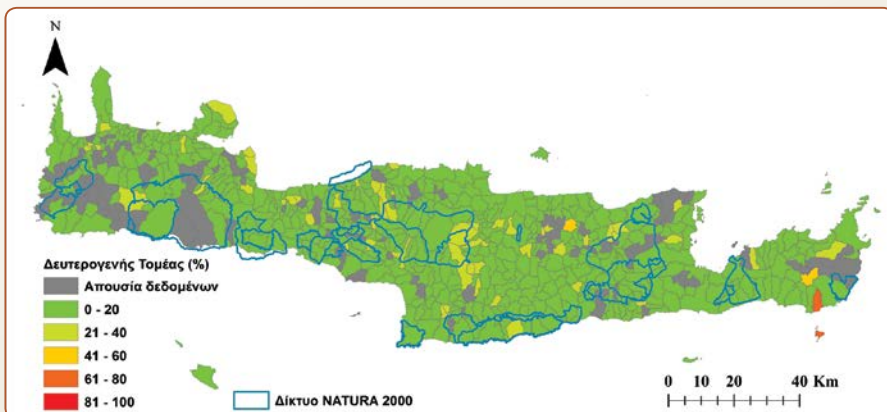 N
Δευτερογενής Τομέας (%)
Απουσία δεδομένων
0 - 20
21 - 40
41 - 60
61 - 80
81 - 100
Δίκτυο NATURA 2000
0 10 20 40 Km